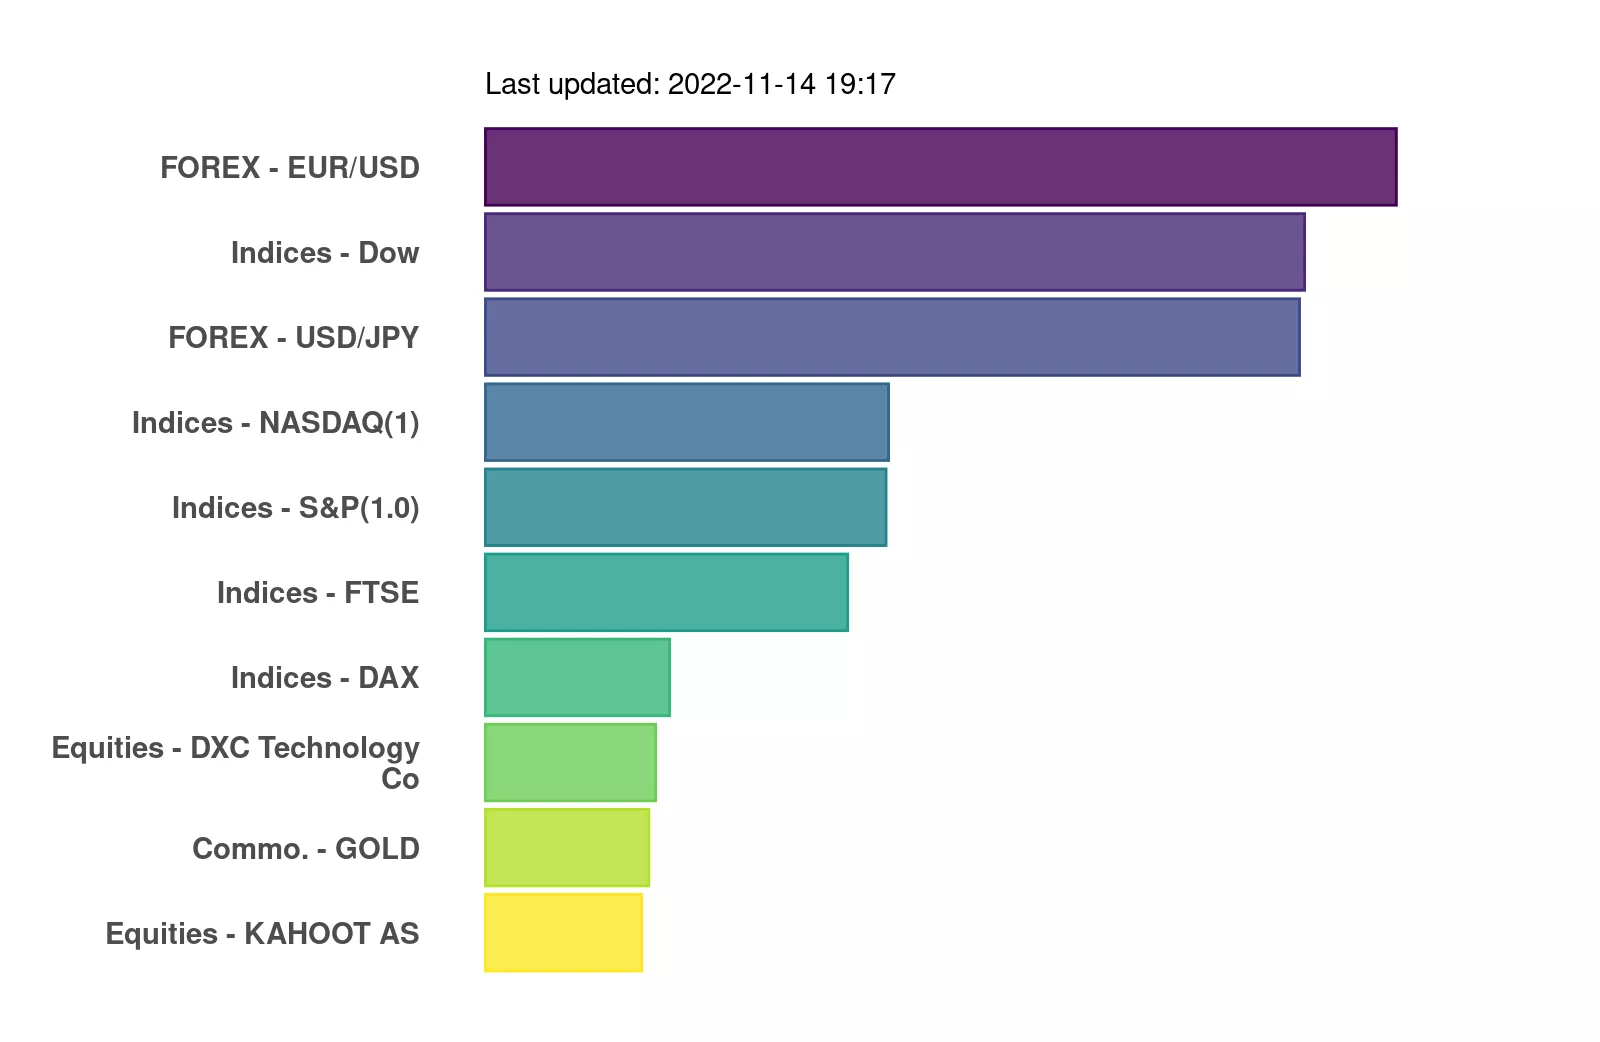 Last updated: 2022-11-14 19:17
FOREX - EUR/USD
Indices - Dow
FOREX - USD/JPY
Indices - NASDAQ(1)
Indices - S&P(1.0)
Indices - FTSE
Indices - DAX
Equities - DXC Technology
Co
Commo. - GOLD
Equities - KAHOOT AS